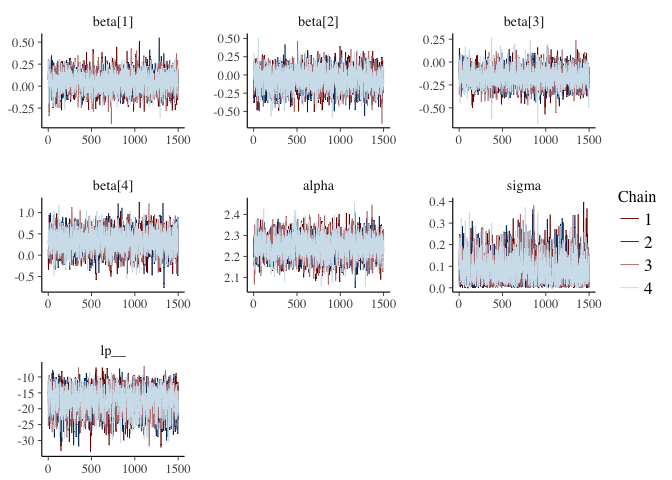 beta[1] beta[2] beta[3]
0.50 0.50 0.25
0.25 0.25 0.00
0.00 0.00 -0.25
-0.25 -0.25 -0.50
-0.50
0 500 1000 1500 0 500 1000 1500 0 500 1000 1500
beta[4] alpha sigma
1.0 2.4 0.4
0.5 2.3 0.3
0.0 2.2 0.2
-0.5 2.1 0.1
0.0
0 500 1000 1500 0 500 1000 1500 0 500 1000 1500
Chain
1
2
3
4
lp__
-10
-15
-20
-25
-30
0 500 1000 1500